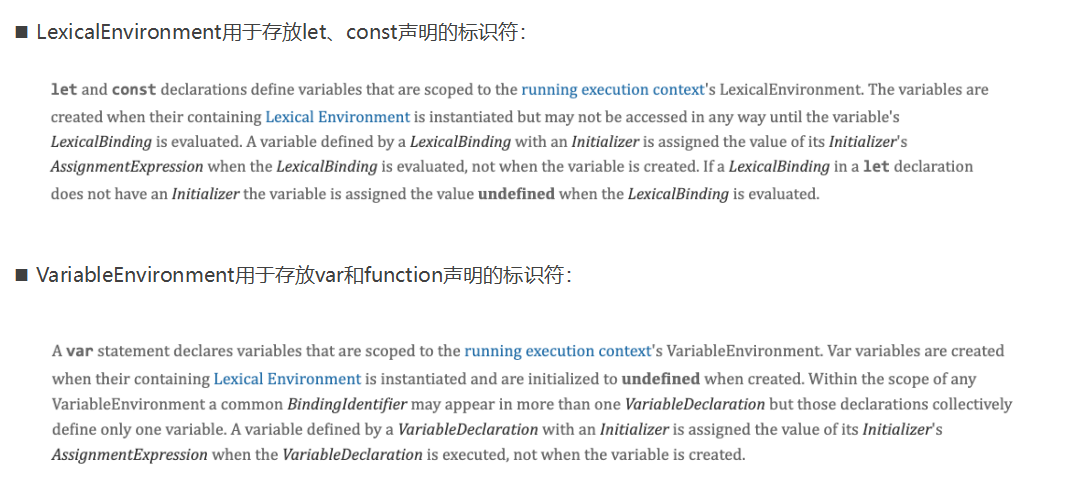 ■ LexicalEnvironment用于存放let、const声明的标识符：
let and const declarations define variables that are scoped to the running execution context's LexicalEnvironment. The variables are
created when their containing Lexical Environment is instantiated but may not be accessed in any way until the variable's
LexicalBinding is evaluated. A variable defined by a LexicalBinding with an Initializer is assigned the value of its Initializer's
AssignmentExpression when the LexicalBinding is evaluated, not when the variable is created. If a LexicalBinding in a let declaration
does not have an Initializer the variable is assigned the value undefined when the LexicalBinding is evaluated.
■ VariableEnvironment用于存放var和function声明的标识符：
A var statement declares variables that are scoped to the running execution context's VariableEnvironment. Var variables are created
when their containing Lexical Environment is instantiated and are initialized to undefined when created. Within the scope of any
VariableEnvironment a common BindingIdentifier may appear in more than one VariableDeclaration but those declarations collectively
define only one variable. A variable defined by a VariableDeclaration with an Initializer is assigned the value of its Initializer's
AssignmentExpression when the VariableDeclaration is executed, not when the variable is created.